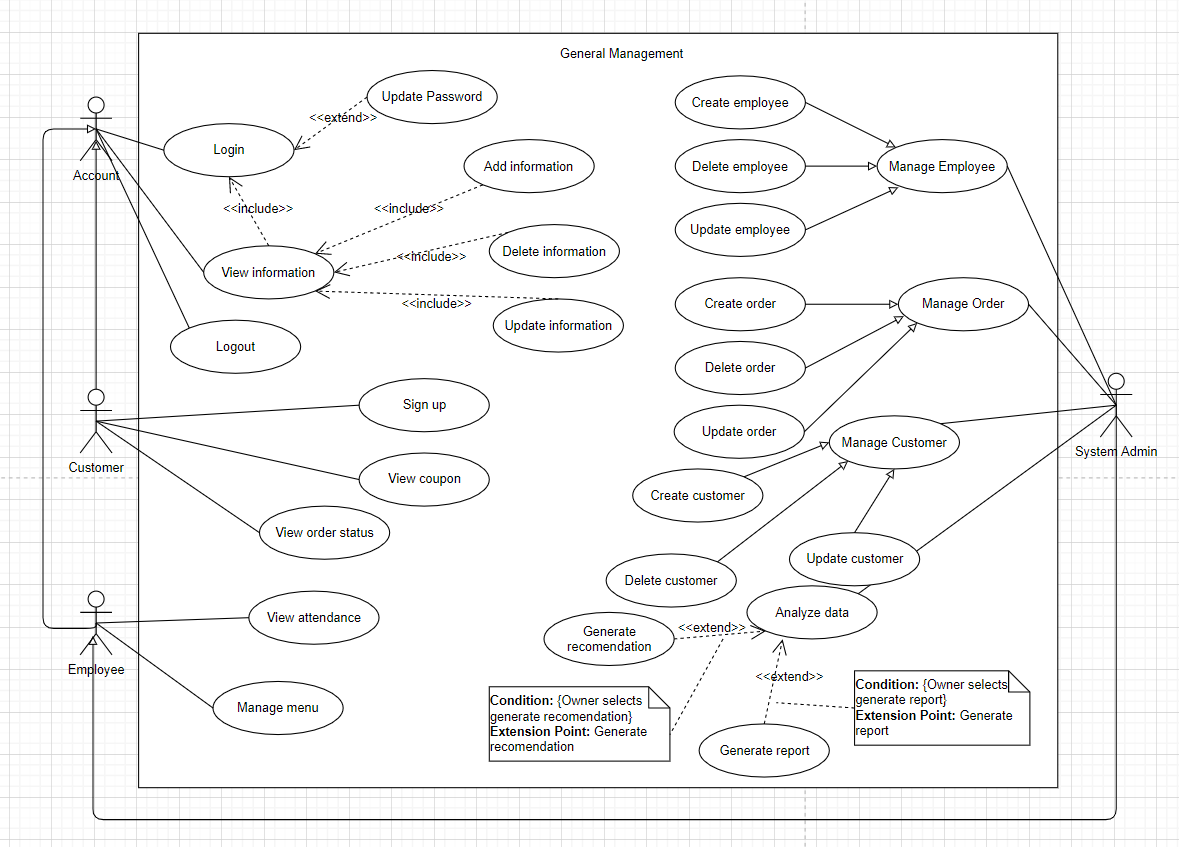 General Management
Update Password
<<extend>>
Create employee
Account
Login
Add information
Delete employee
Manage Employee
<<include>>
<<include>>
Update employee
View information
<<include>>
Delete information
<<include>>
Create order
Manage Order
Update information
Logout
Delete order
Sign up
Update order
Manage Customer
System Admin
Customer
View coupon
Create customer
View order status
Update customer
Delete customer
View attendance
Analyze data
Generate
recomendation
<<extend>>
Employee
<<extend>>
Manage menu
Condition: {Owner selects
generate recomendation}
Extension Point: Generate
recomendation
Condition: {Owner selects
generate report}
Extension Point: Generate
report
Generate report